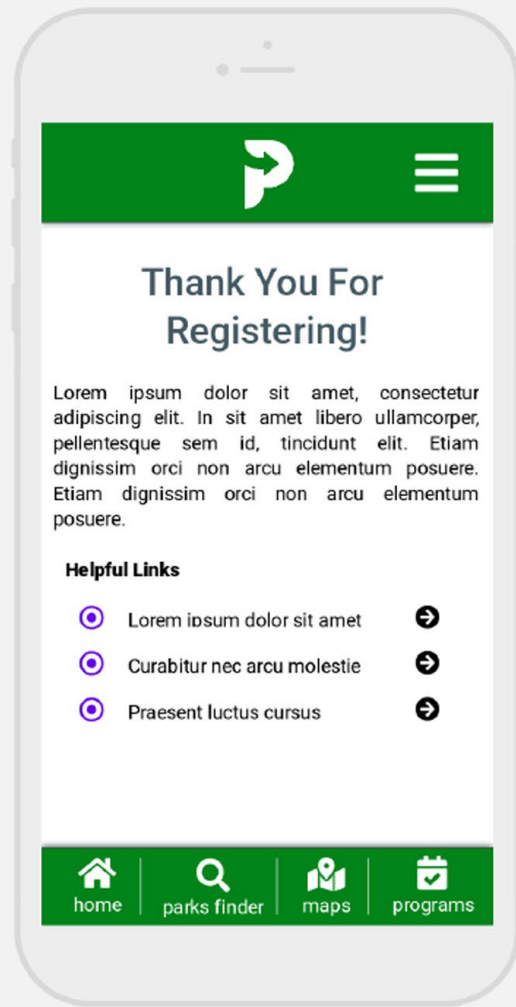 P
Thank You For
Registering!
Lorem ipsum dolor sit amet, consectetur
adipiscing elit. In sit amet libero ullamcorper,
pellentesque sem id, tincidunt elit. Etiam
dignissim orci non arcu elementum posuere.
Etiam dignissim orci non arcu elementum
posuere.
Helpful Links
Lorem ipsum dolor sit amet
Curabitur nec arcu molestie
Praesent luctus cursus
home parks finder maps programs